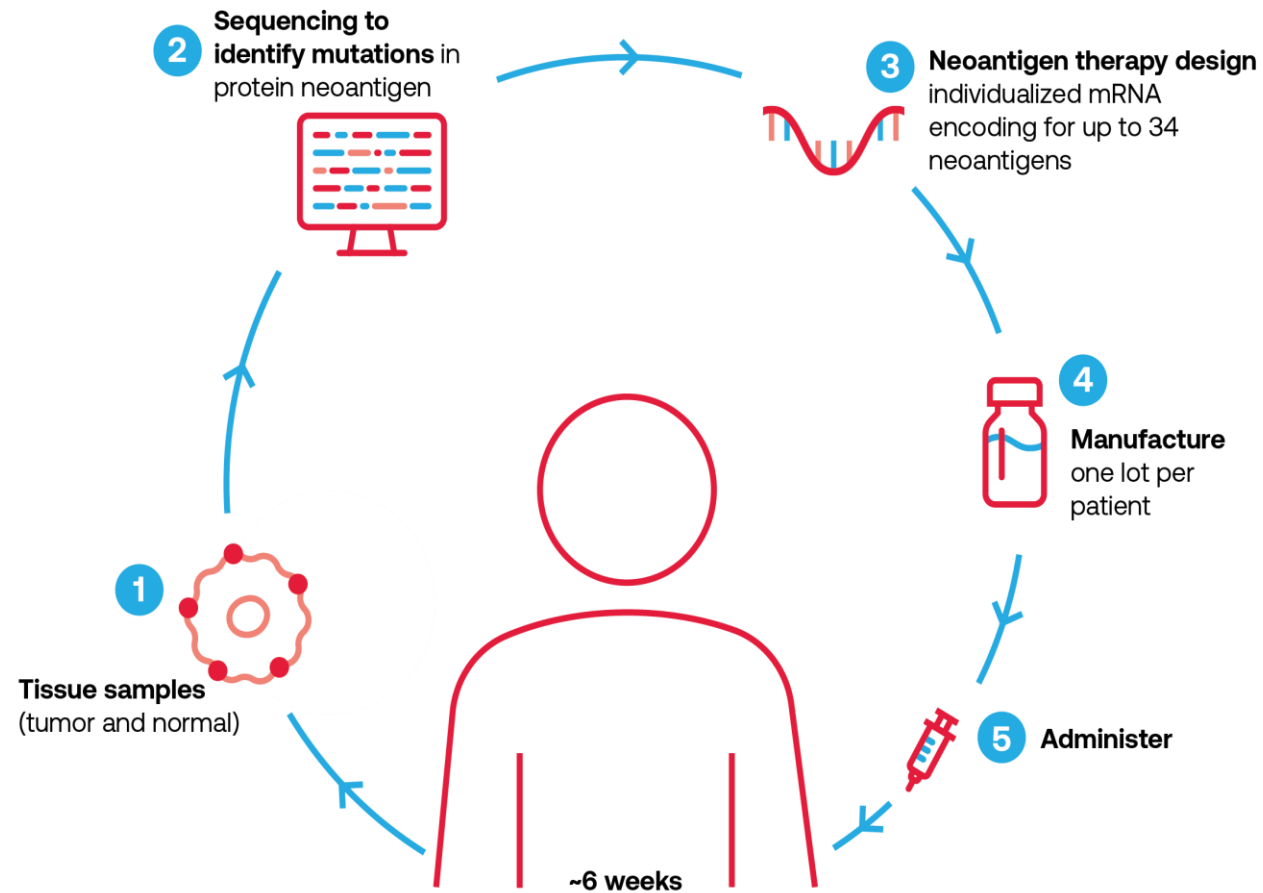 1
Tissue samples
(tumor and normal)
2
Sequencing to
identify mutations in
protein neoantigen
3
Neoantigen therapy design
individualized mRNA
encoding for up to 34
neoantigens
4
Manufacture
one lot per
patient
5
Administer
~6 weeks